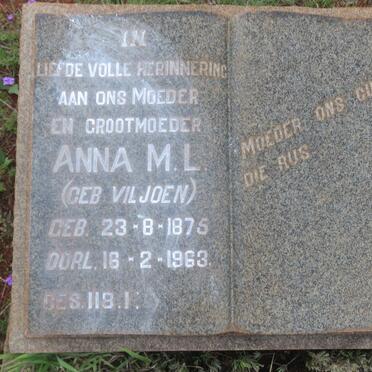 IN
LIEFDE VOLLE HERINNERING
AAN ONS MOEDER
EN GROOTMOEDER
ANNA M.L.
(GEB VILJOEN)
GEB. 23-8-1875
OORL. 16-2-1963.
GES. 119.1:
MOEDER ONS
DIE RUS